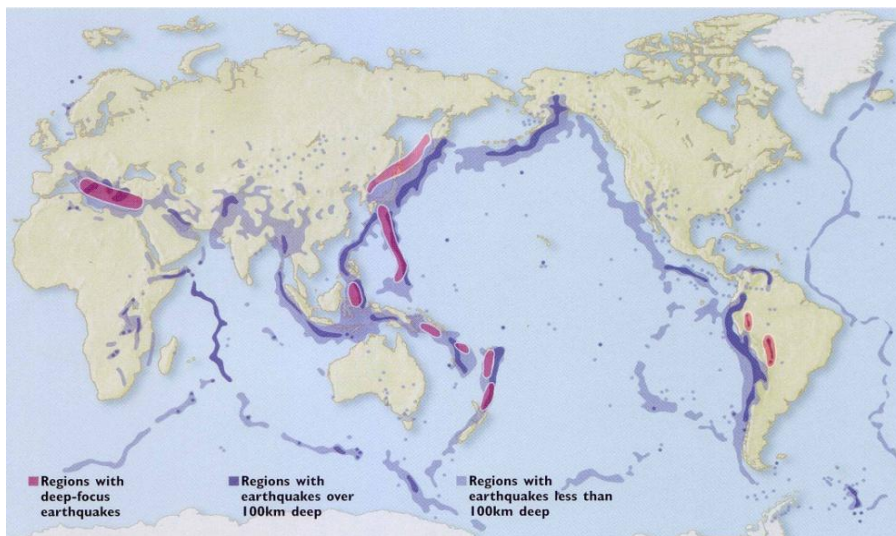 Regions with
deep-focus
earthquakes
Regions with
earthquakes over
100km deep
Regions with
earthquakes less than
100km deep